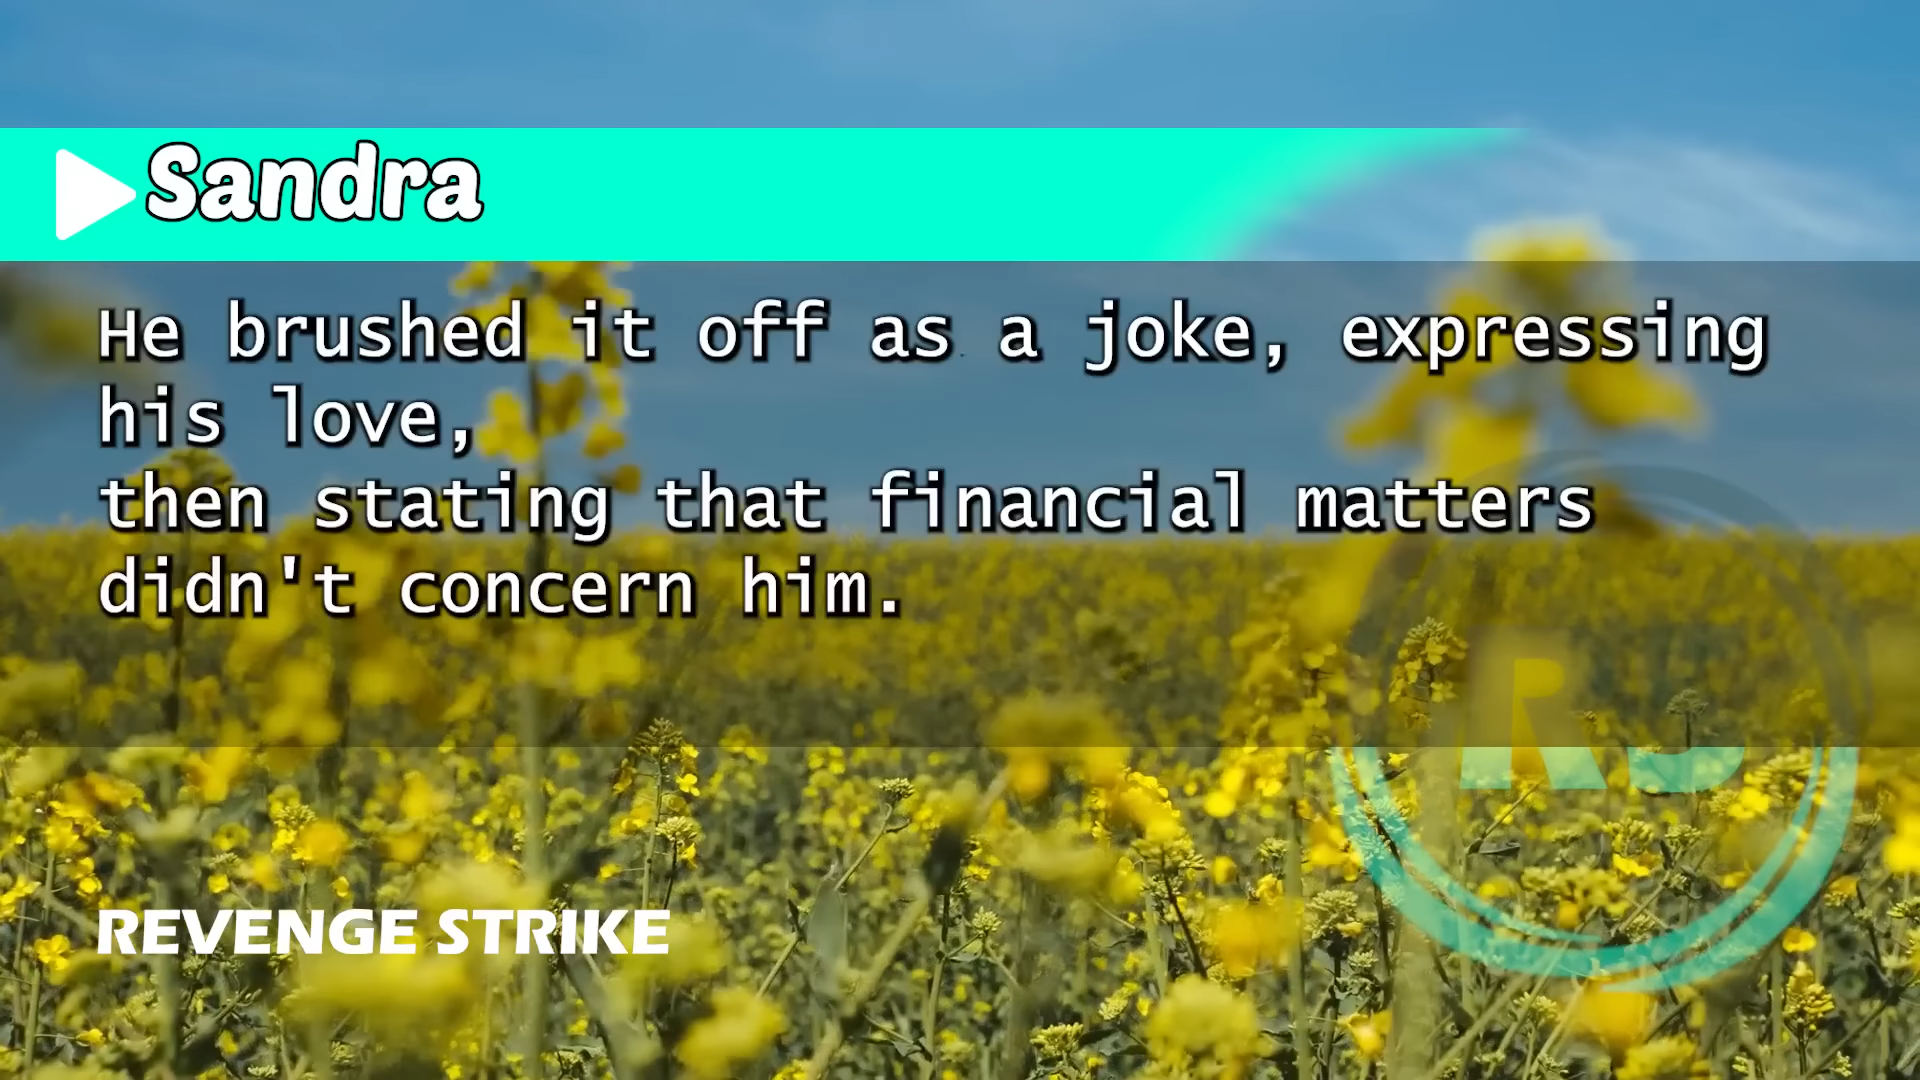 Sandra
He brushed it off as a joke, expressing
his love,
then stating that financial matters
didn't concern him.
RS
REVENGE STRIKE